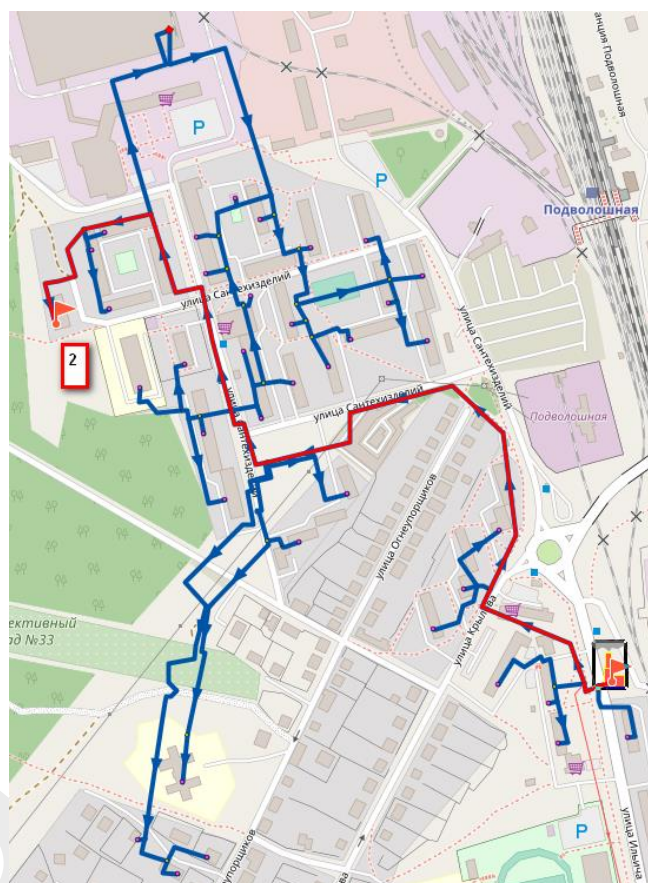 анция Подволошная
P
P
Подволошная
улица Сантехизделий
улица Сантехизделий
2
улица Сантехизделий
улица Сантехизделий
Подволошная
улица Огнеупорщиков
улица Крылова
ективный
од №33
P
улица Ильича
упорщиков